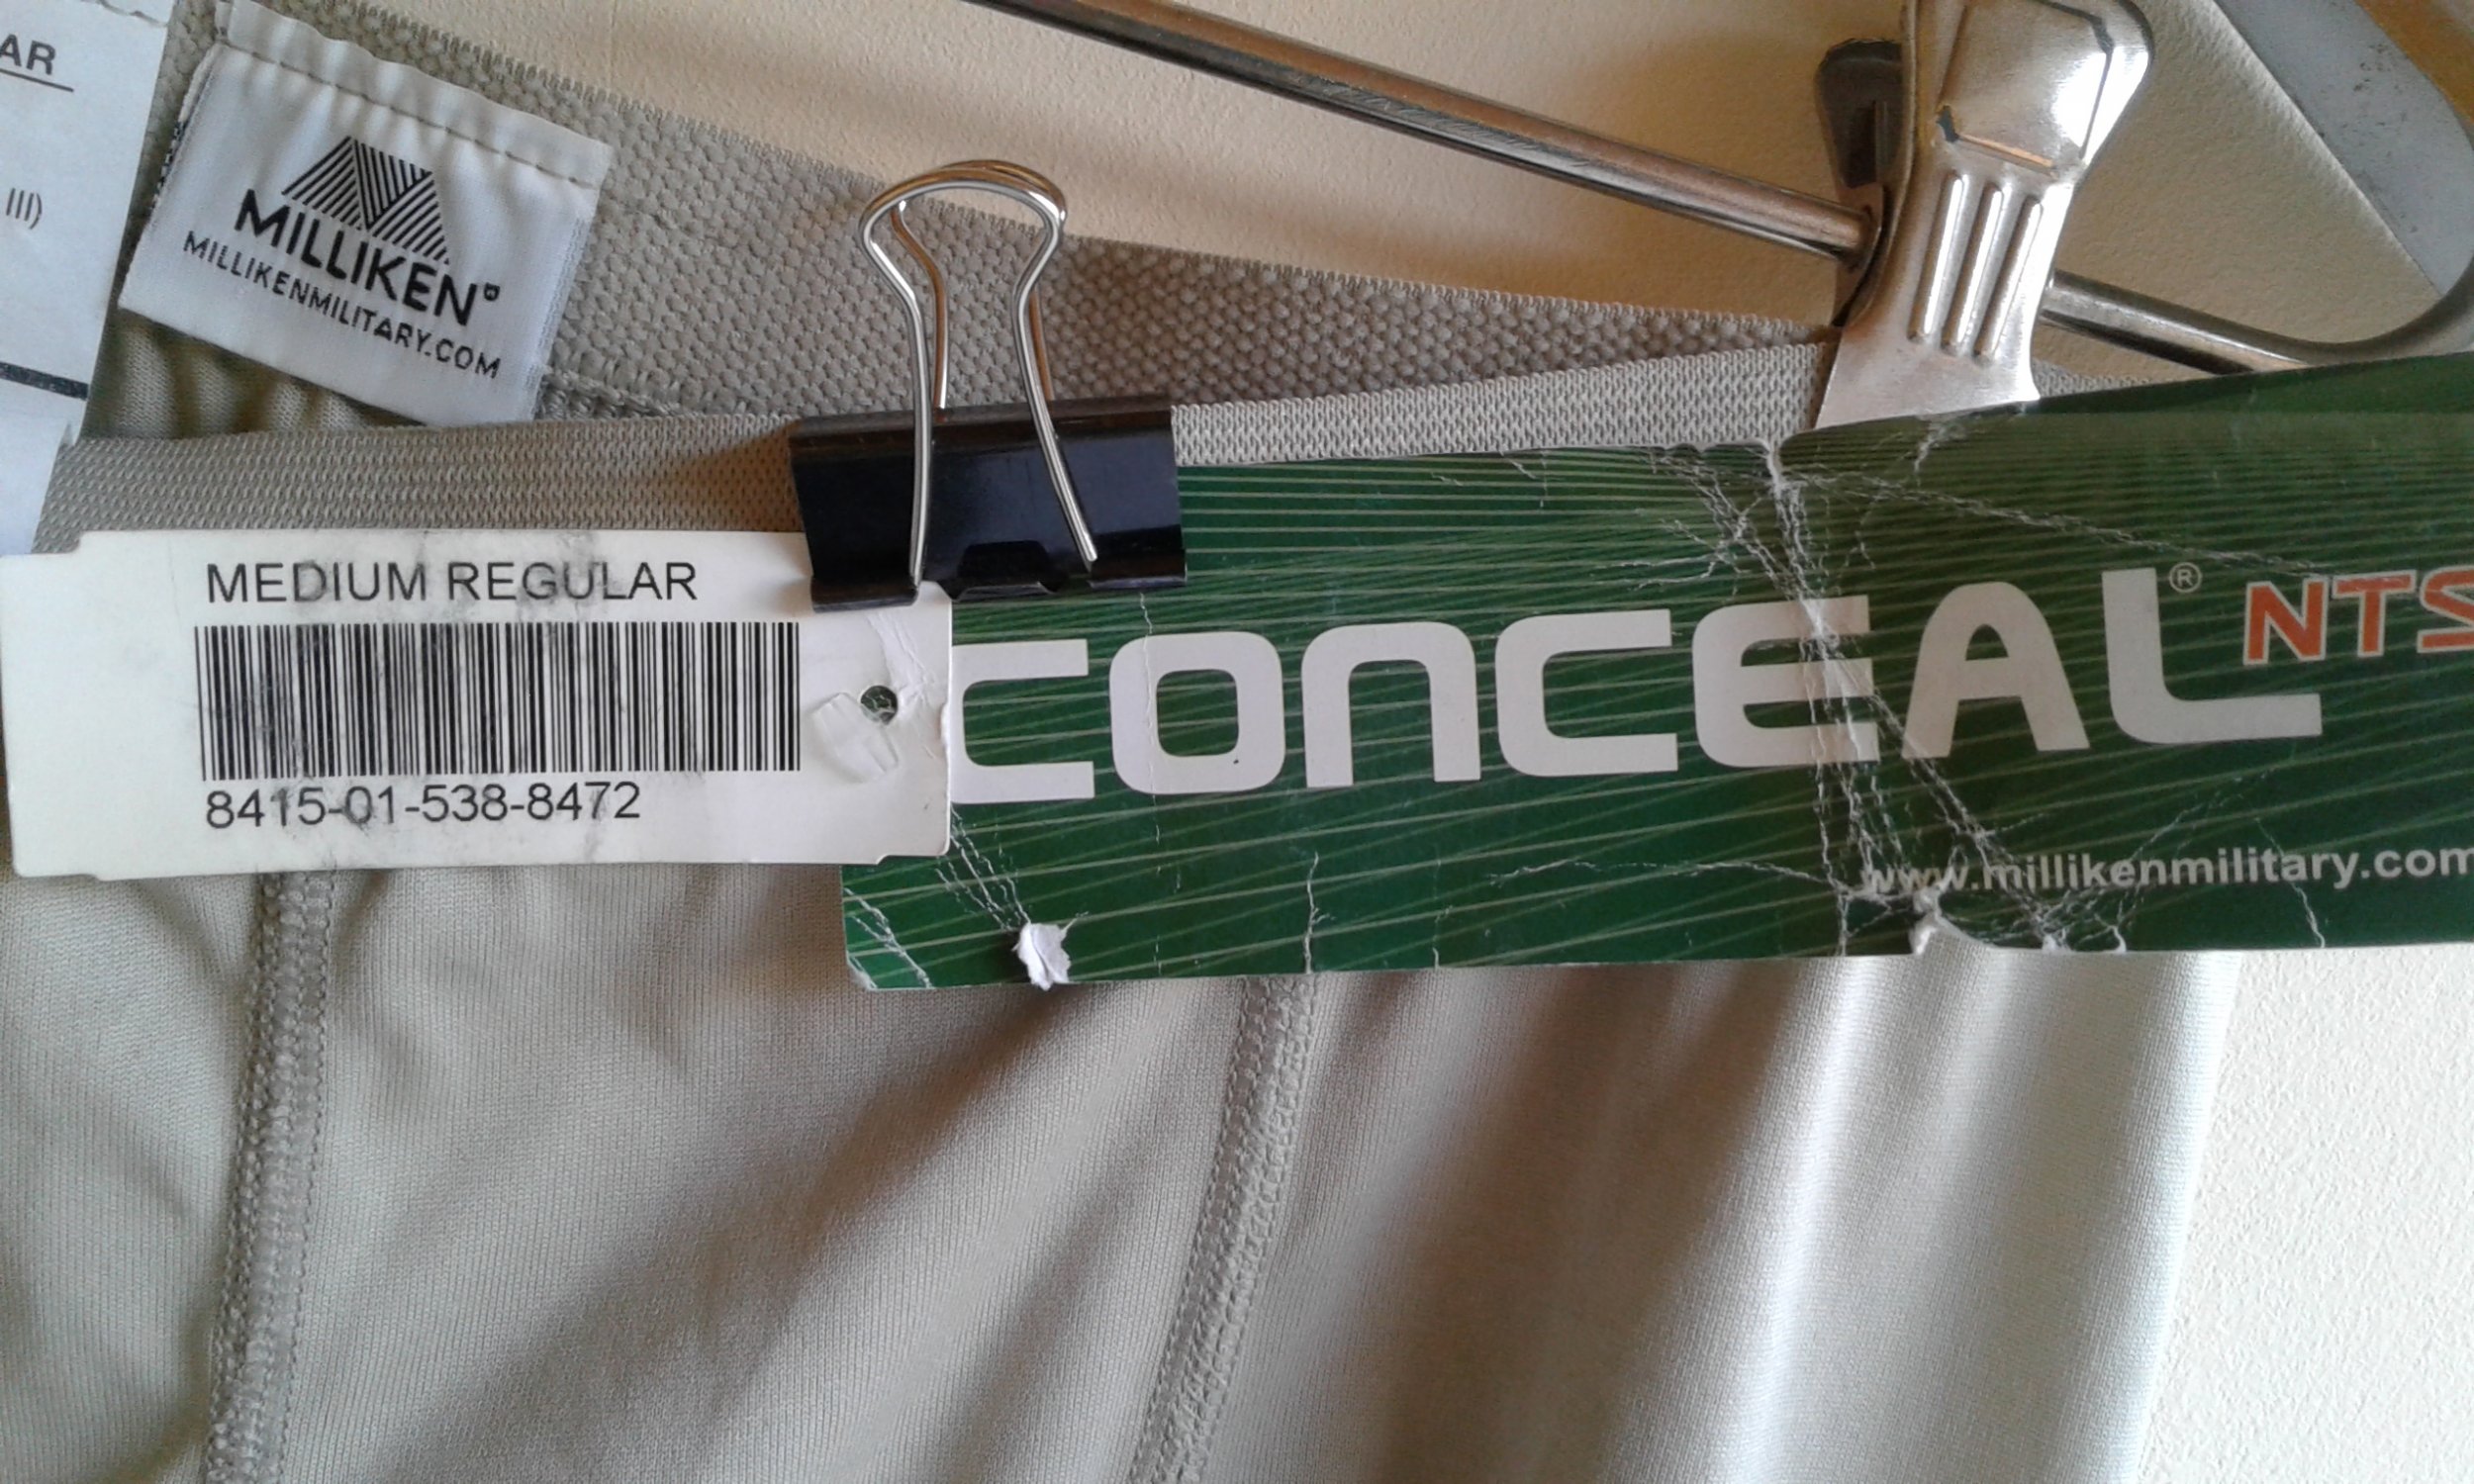 AR
III)
MILLIKEN®
MILLIKENMILITARY.COM
MEDIUM REGULAR
8415-01-538-8472
CONCEAL® NTS
www.millikenmilitary.com